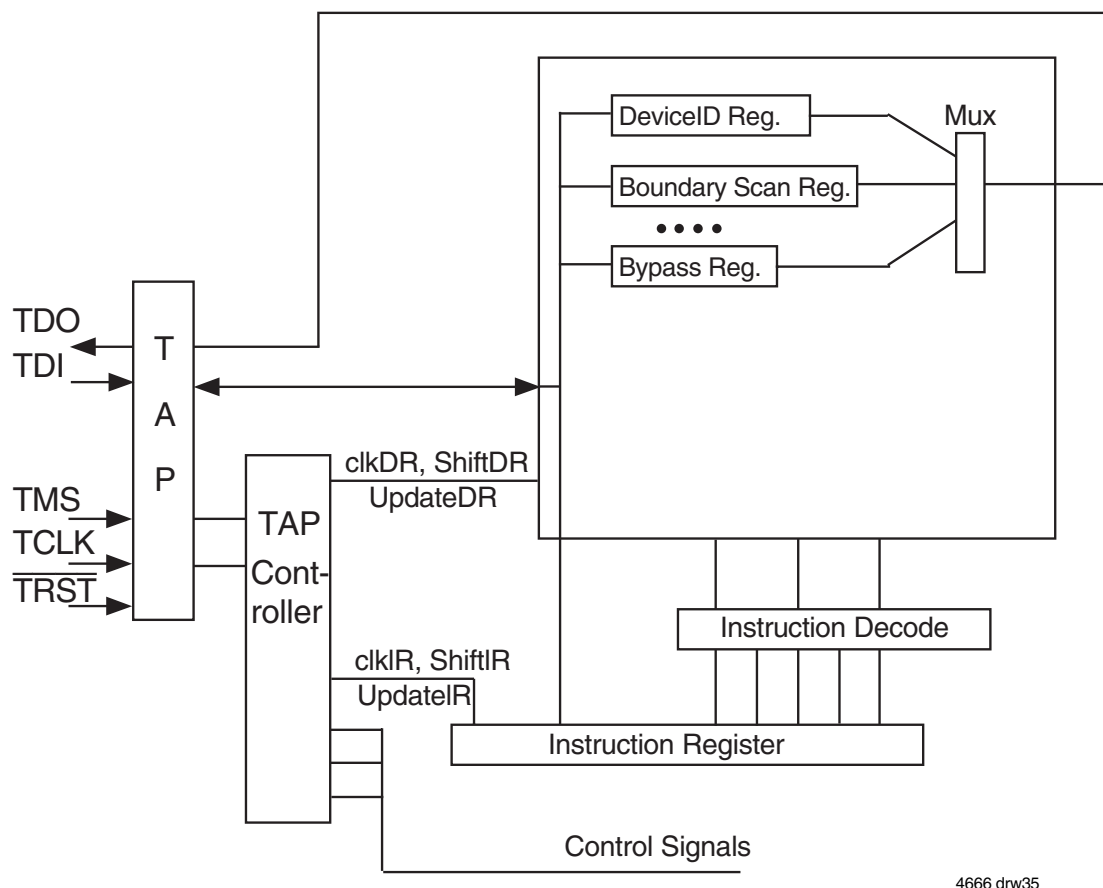 DeviceID Reg.
Mux
Boundary Scan Reg.
Bypass Reg.
TDO
TDI
T
A
P
TMS
TCLK
TRST
TAP
Cont-
roller
clkDR, ShiftDR
UpdateDR
Instruction Decode
clkIR, ShiftIR
UpdateIR
Instruction Register
Control Signals
4666 drw35